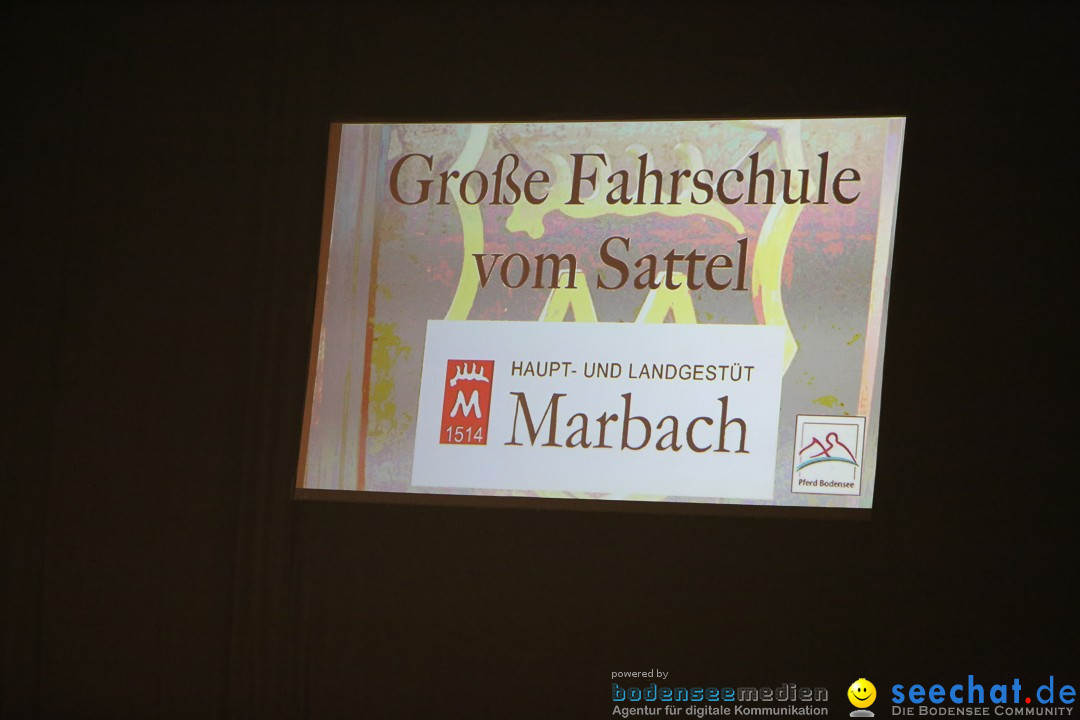 Große Fahrschule
vom Sattel
HAUPT- UND LANDGESTÜT
Marbach
M
1514
Pferd Bodensee
powered by
bodenseemedien
Agentur für digitale Kommunikation
seechat.de
DIE BODENSEE COMMUNITY